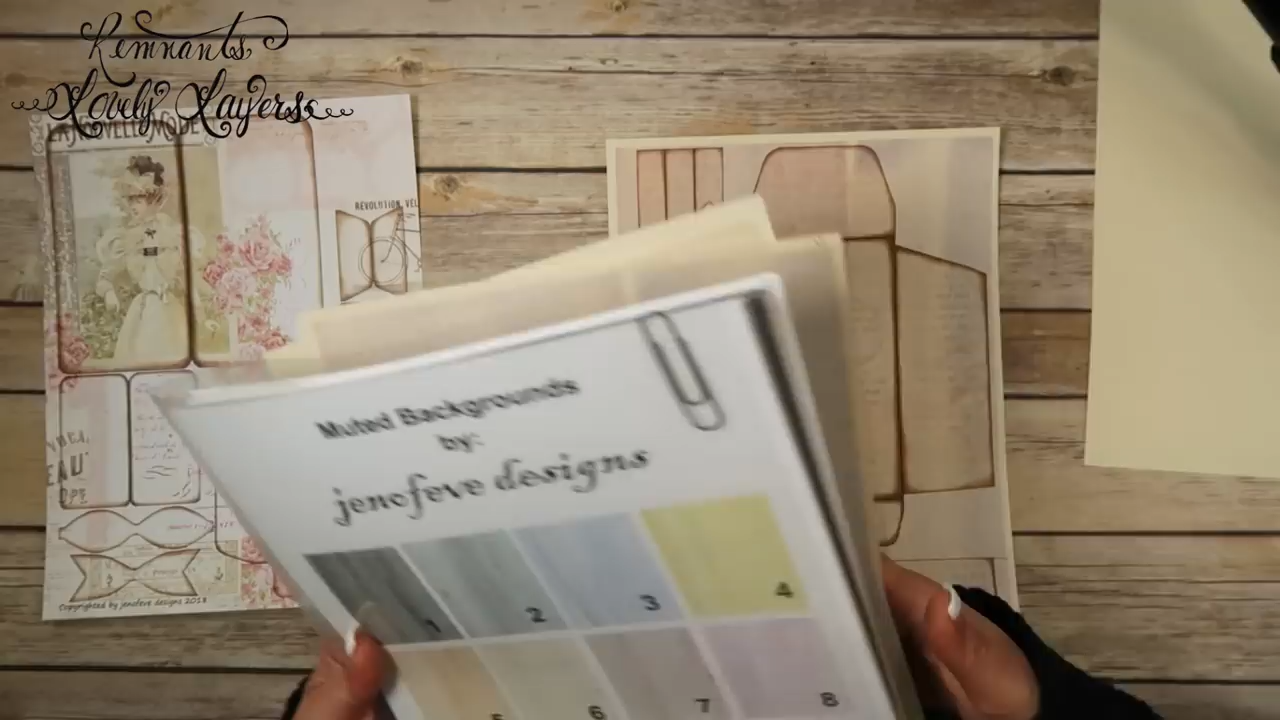 Remnants
Lovely Layers
LA NOUVELLE MODE
REVOLUTION VEL
Muted Backgrounds
by:
jenofeve designs
1
2
3
4
5
6
7
8
Copyrighted by jenofeve designs 2018